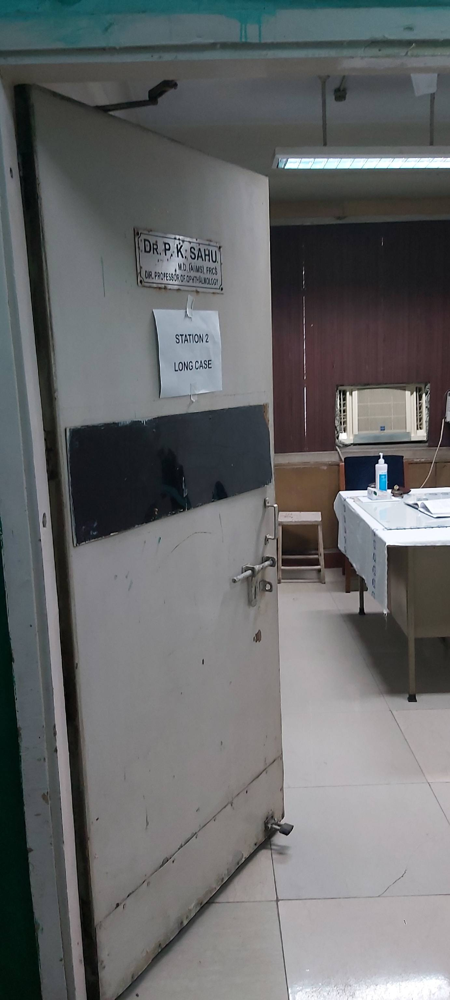 DR. P. K. SAHU.
M.D. (AIIMS), FRCS
DIR. PROFESSOR OF OPHTHALMOLOGY
STATION 2
LONG CASE